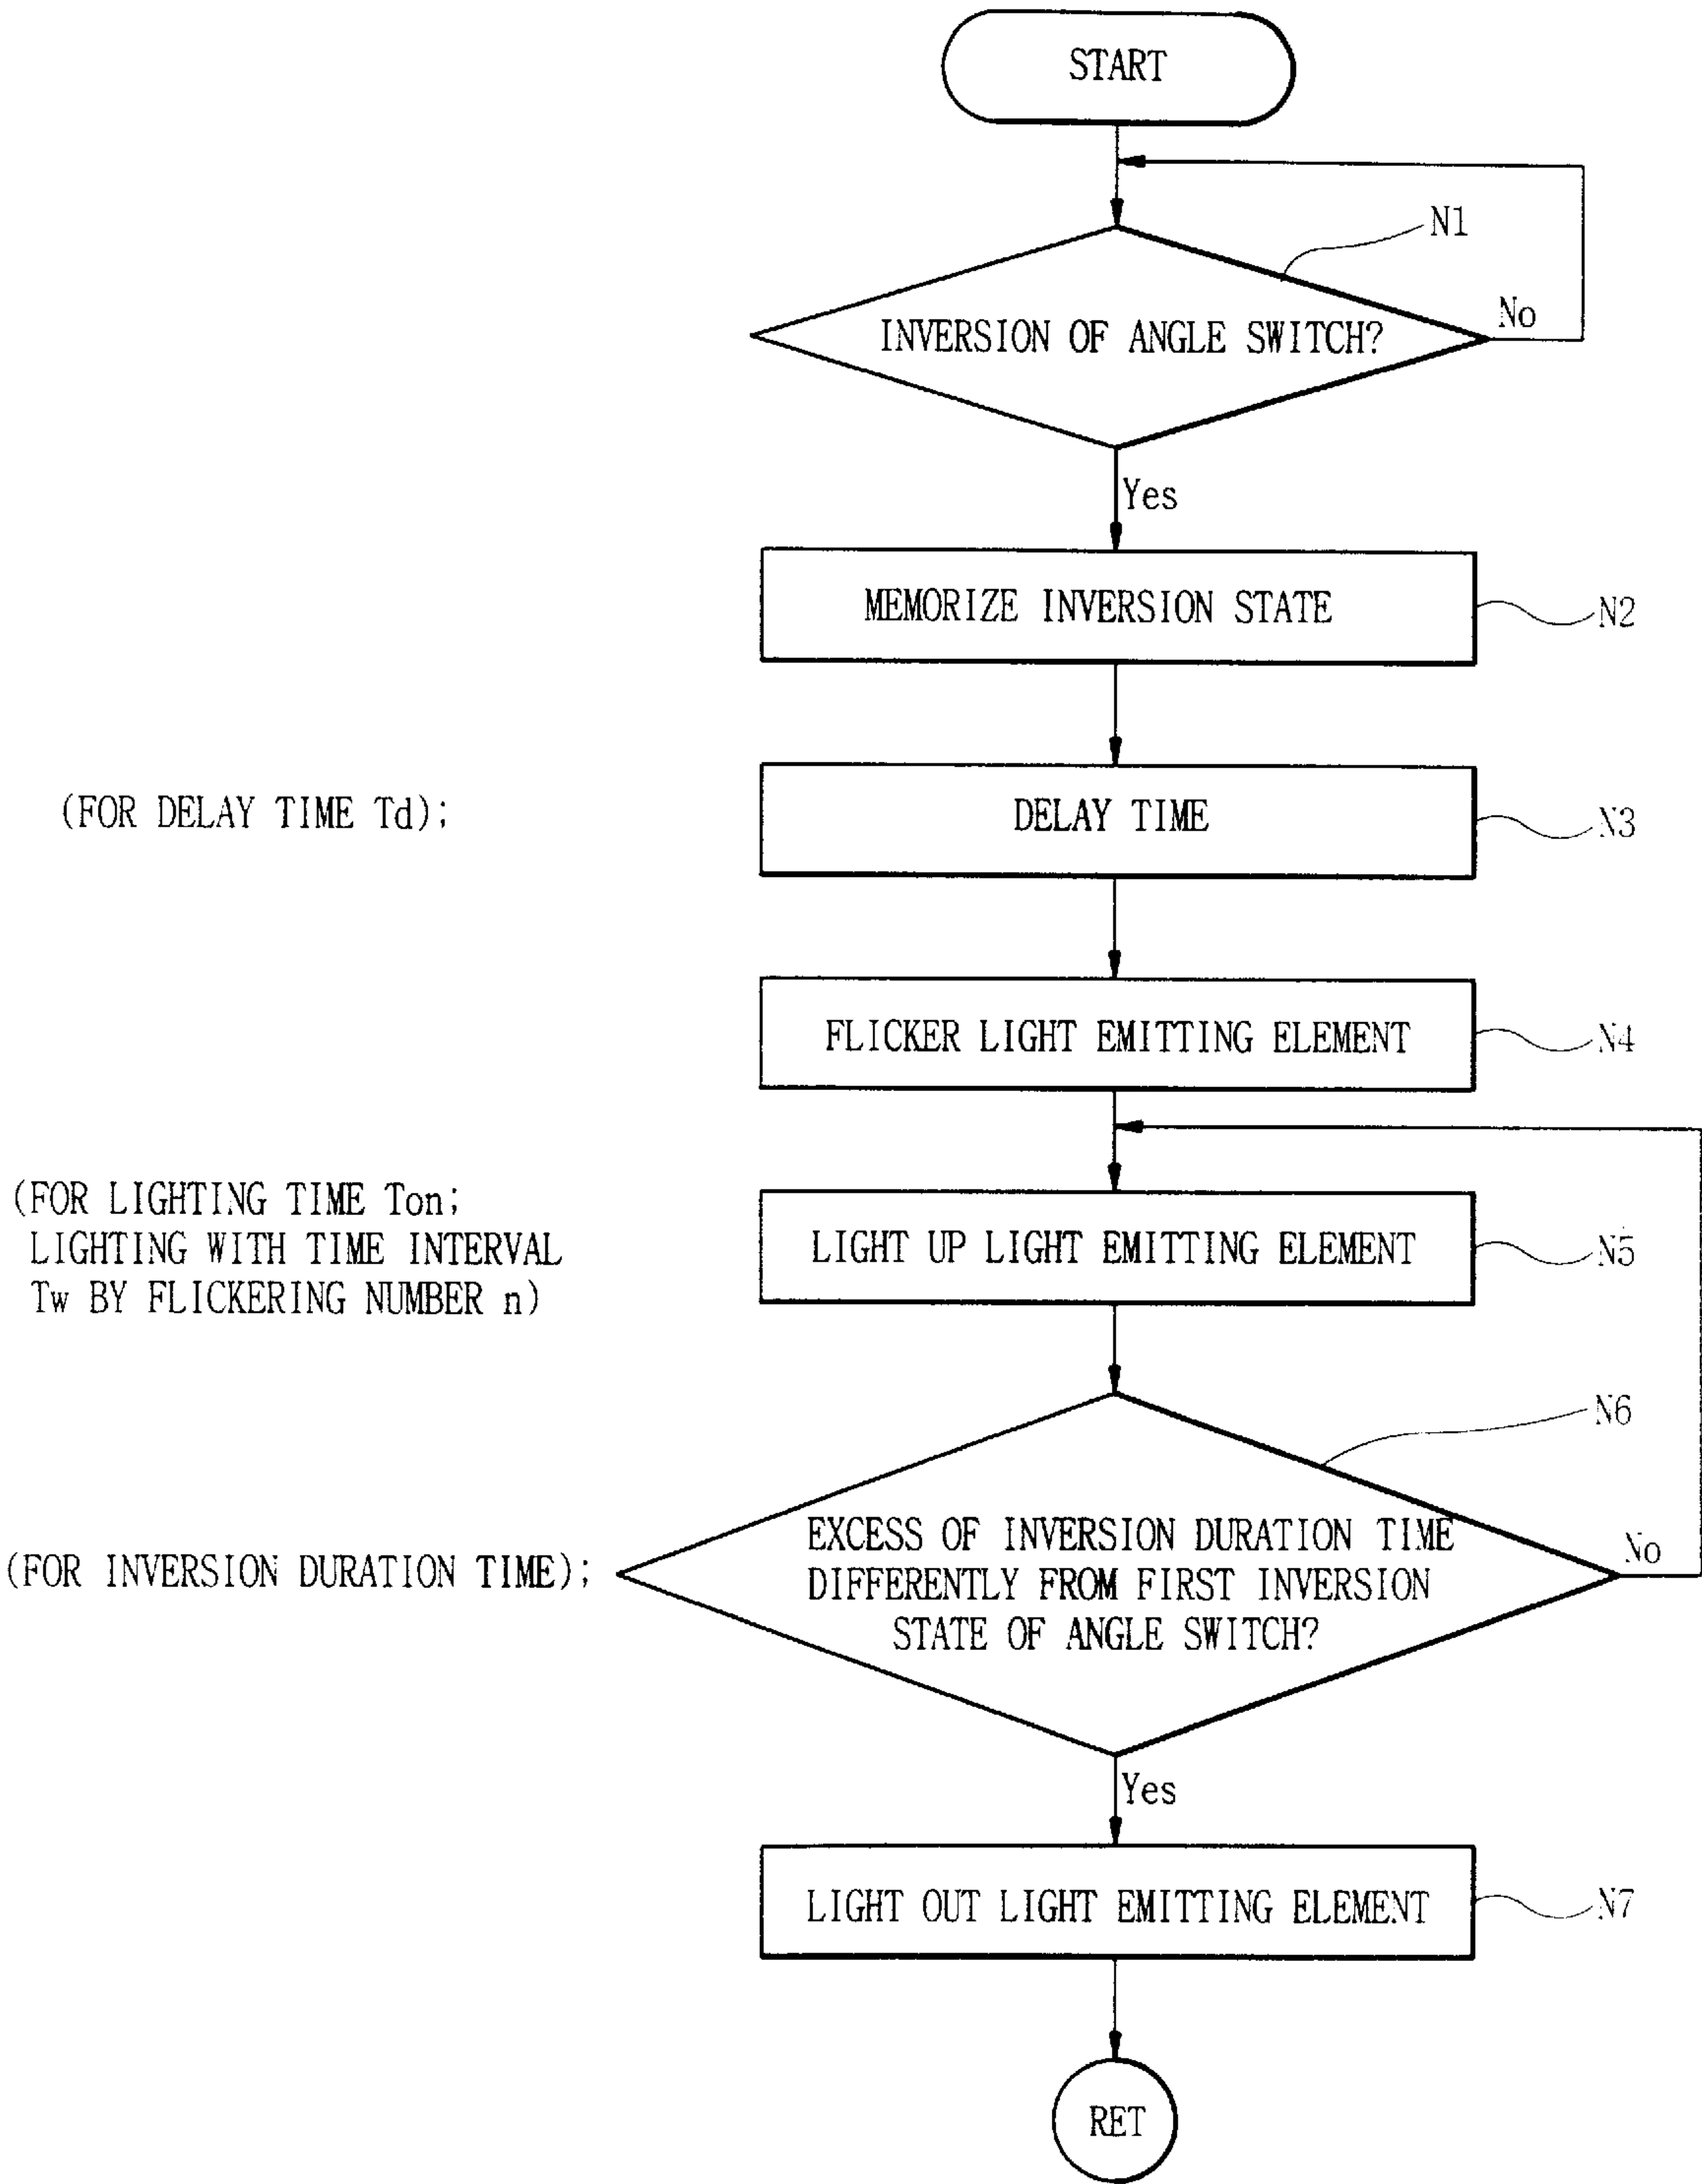 START
N1
No
INVERSION OF ANGLE SWITCH?
Yes
MEMORIZE INVERSION STATE
N2
(FOR DELAY TIME Td);
DELAY TIME
N3
FLICKER LIGHT EMITTING ELEMENT
N4
(FOR LIGHTING TIME Ton;
LIGHTING WITH TIME INTERVAL
Tw BY FLICKERING NUMBER n)
LIGHT UP LIGHT EMITTING ELEMENT
N5
N6
(FOR INVERSION DURATION TIME);
EXCESS OF INVERSION DURATION TIME
DIFFERENTLY FROM FIRST INVERSION
STATE OF ANGLE SWITCH?
No
Yes
LIGHT OUT LIGHT EMITTING ELEMENT
N7
RET